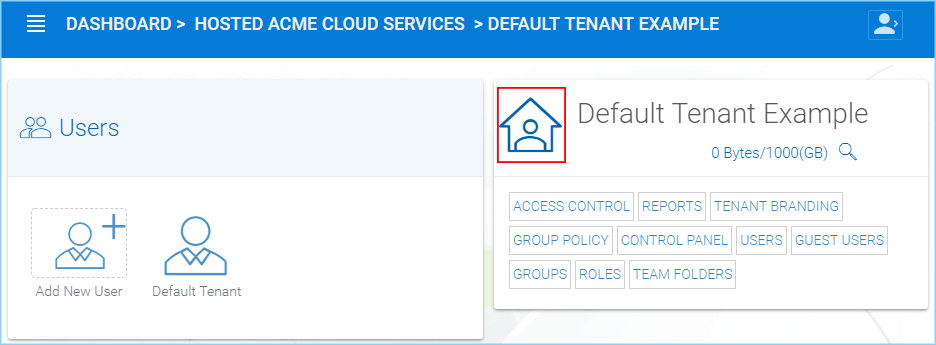 DASHBOARD > HOSTED ACME CLOUD SERVICES > DEFAULT TENANT EXAMPLE
Users
Add New User
Default Tenant
Default Tenant Example
0 Bytes/1000(GB)
ACCESS CONTROL REPORTS TENANT BRANDING
GROUP POLICY CONTROL PANEL USERS GUEST USERS
GROUPS ROLES TEAM FOLDERS